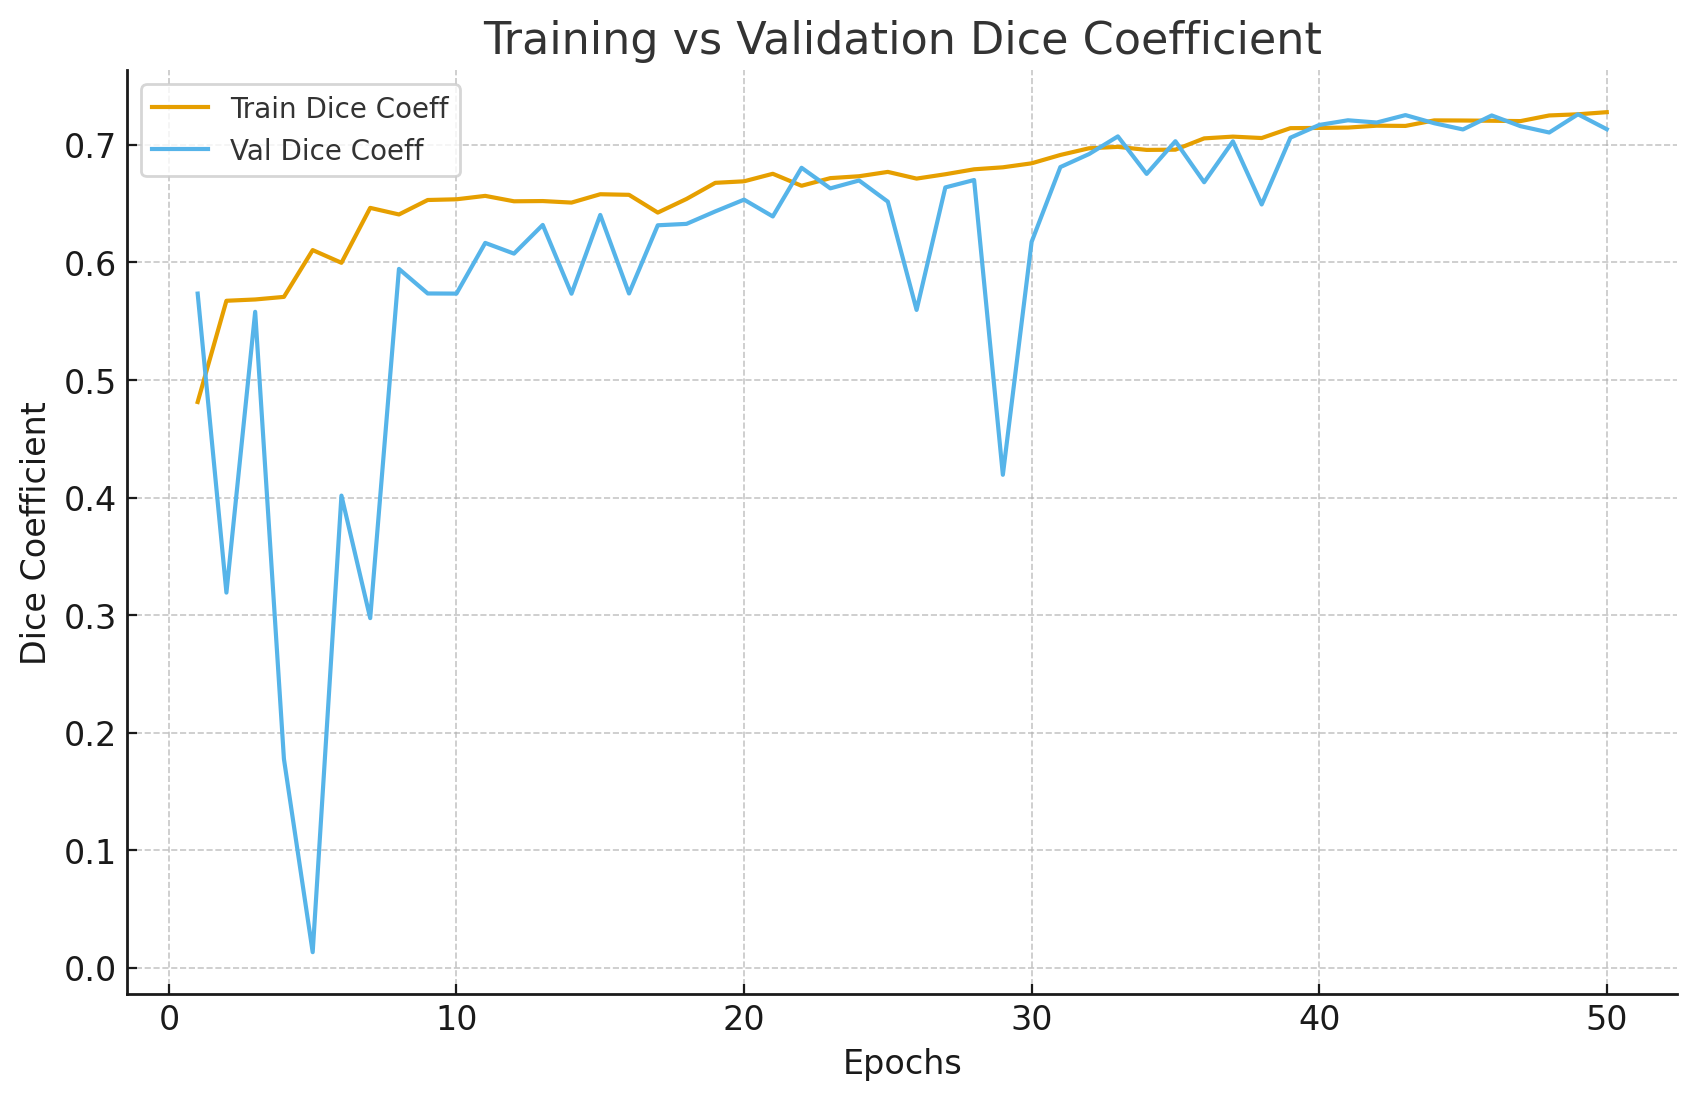 Training vs Validation Dice Coefficient
Train Dice Coeff
Val Dice Coeff
Dice Coefficient
0.7
0.6
0.5
0.4
0.3
0.2
0.1
0.0
0 10 20 30 40 50
Epochs